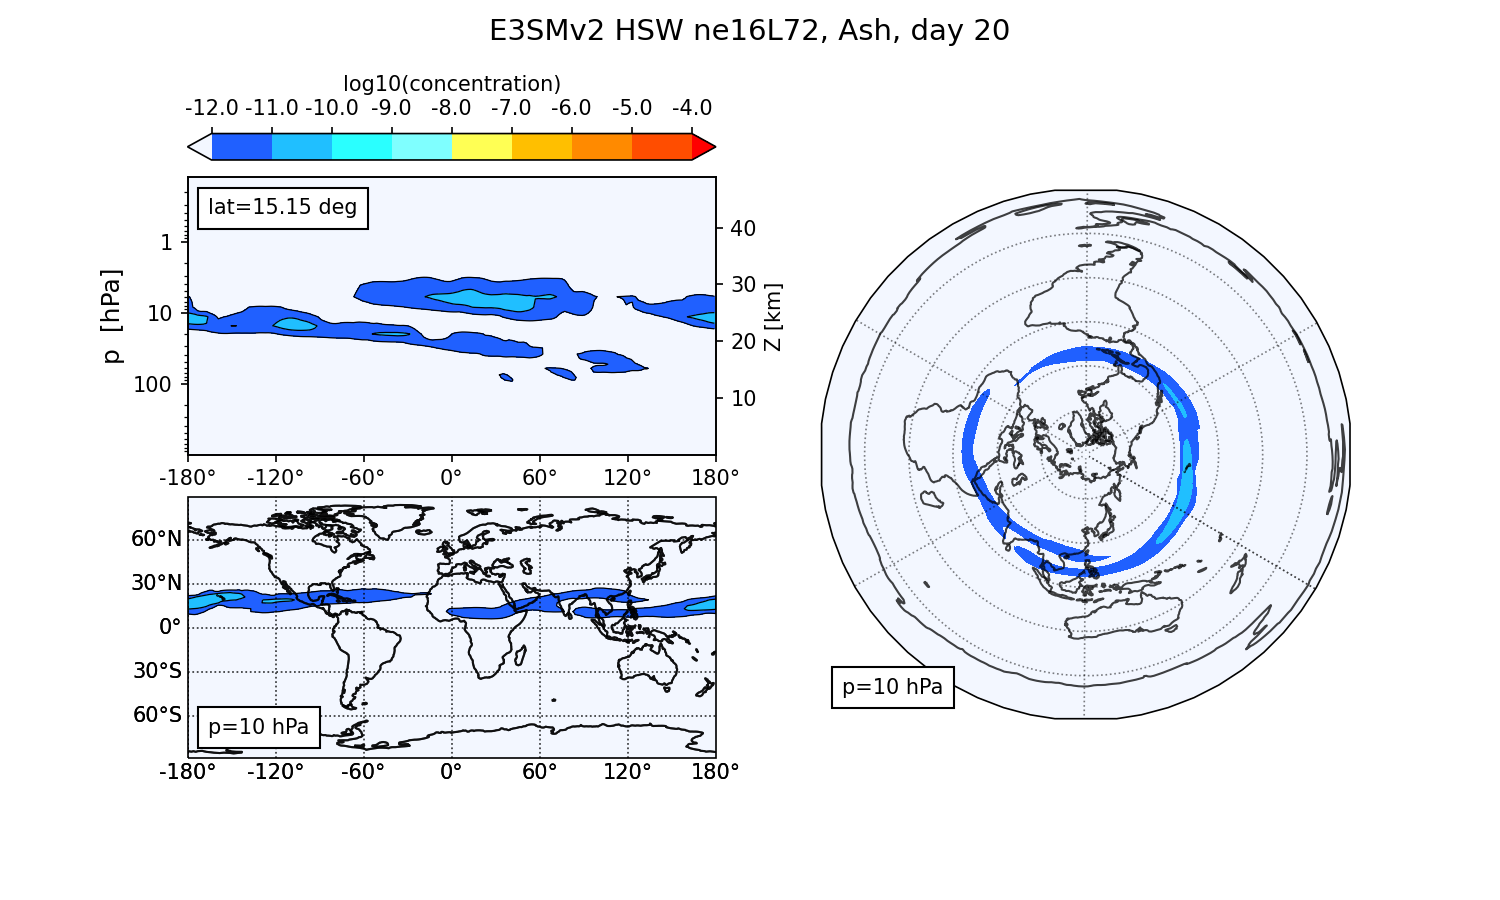 E3SMv2 HSW ne16L72, Ash, day 20
log10(concentration)
-12.0 -11.0 -10.0 -9.0 -8.0 -7.0 -6.0 -5.0 -4.0
lat=15.15 deg
p [hPa]
1
10
100
40
30
20
10
Z [km]
-180° -120° -60° 0° 60° 120° 180°
60°N
30°N
0°
30°S
60°S
p=10 hPa
-180° -120° -60° 0° 60° 120° 180°
p=10 hPa